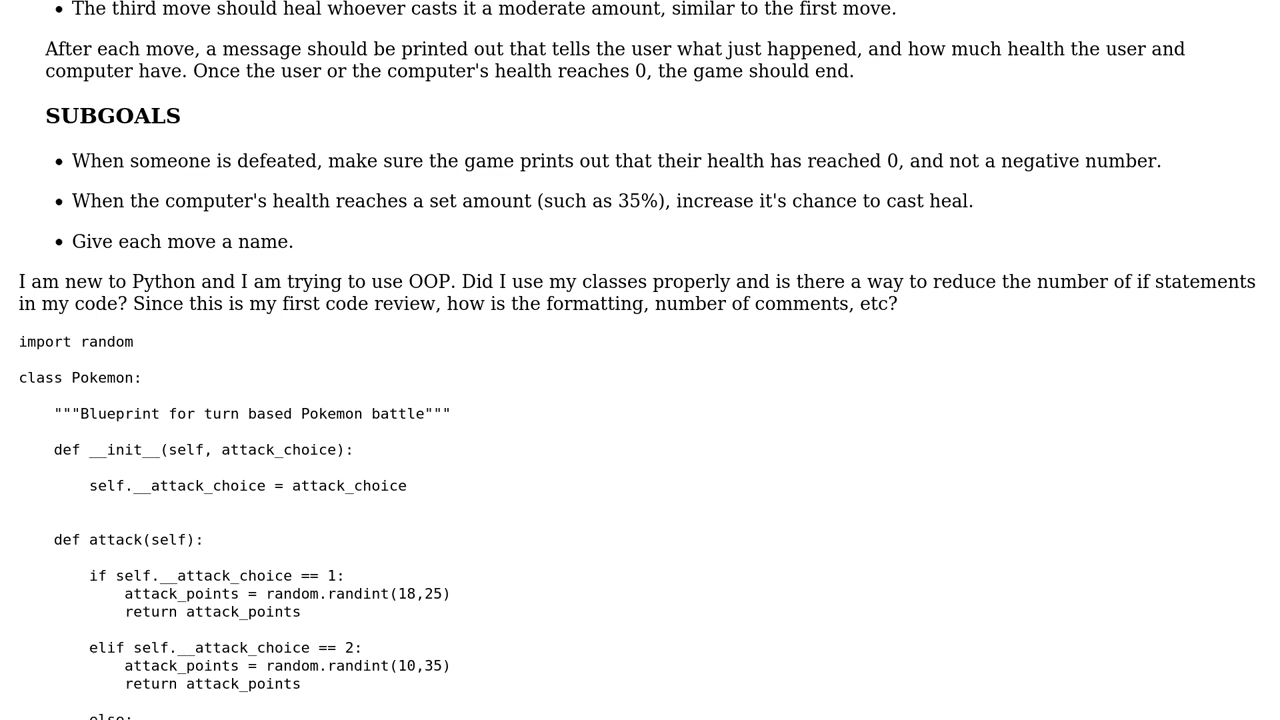 • The third move should heal whoever casts it a moderate amount, similar to the first move.
After each move, a message should be printed out that tells the user what just happened, and how much health the user and
computer have. Once the user or the computer's health reaches 0, the game should end.
SUBGOALS
• When someone is defeated, make sure the game prints out that their health has reached 0, and not a negative number.
• When the computer's health reaches a set amount (such as 35%), increase it's chance to cast heal.
• Give each move a name.
I am new to Python and I am trying to use OOP. Did I use my classes properly and is there a way to reduce the number of if statements
in my code? Since this is my first code review, how is the formatting, number of comments, etc?
import random
class Pokemon:
    """Blueprint for turn based Pokemon battle"""
    def __init__(self, attack_choice):
        self.__attack_choice = attack_choice
    def attack(self):
        if self.__attack_choice == 1:
            attack_points = random.randint(18,25)
            return attack_points
        elif self.__attack_choice == 2:
            attack_points = random.randint(10,35)
            return attack_points
        else: